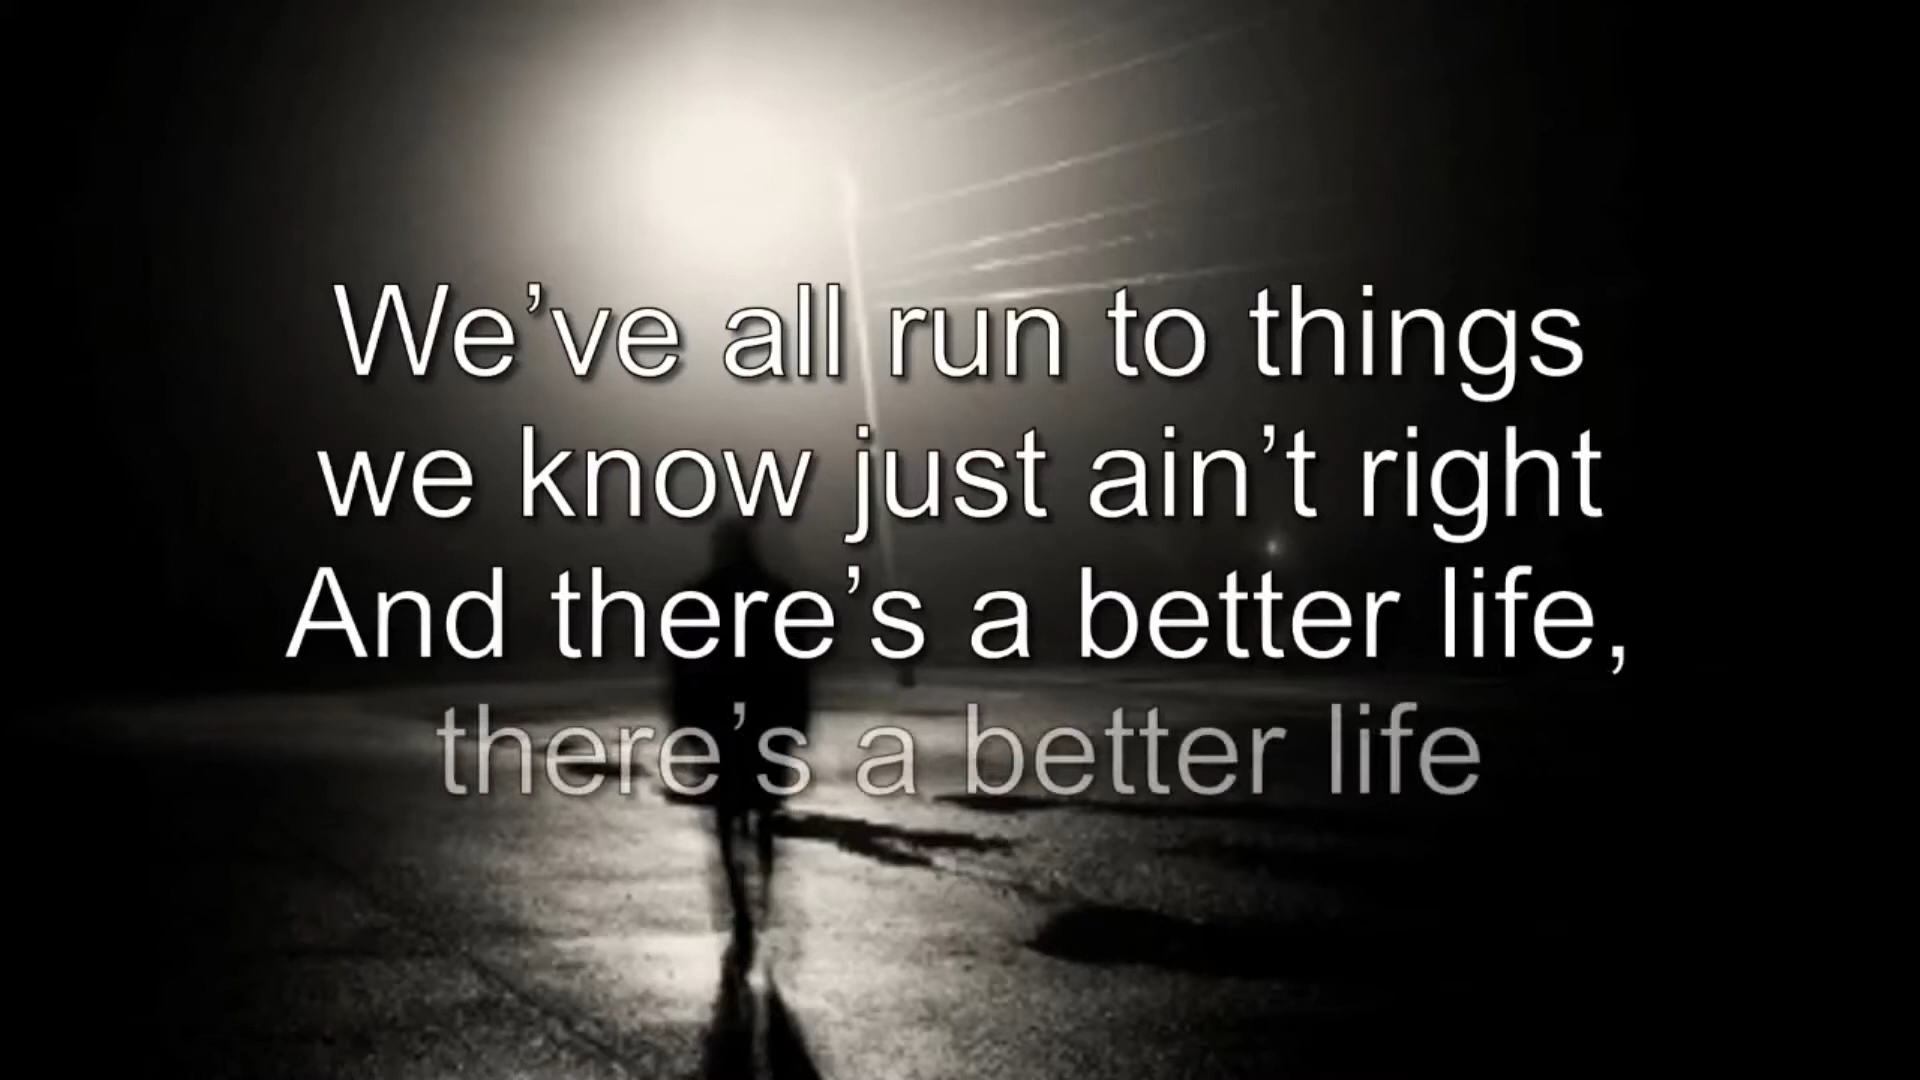 We’ve all run to things
we know just ain’t right
And there’s a better life,
there’s a better life